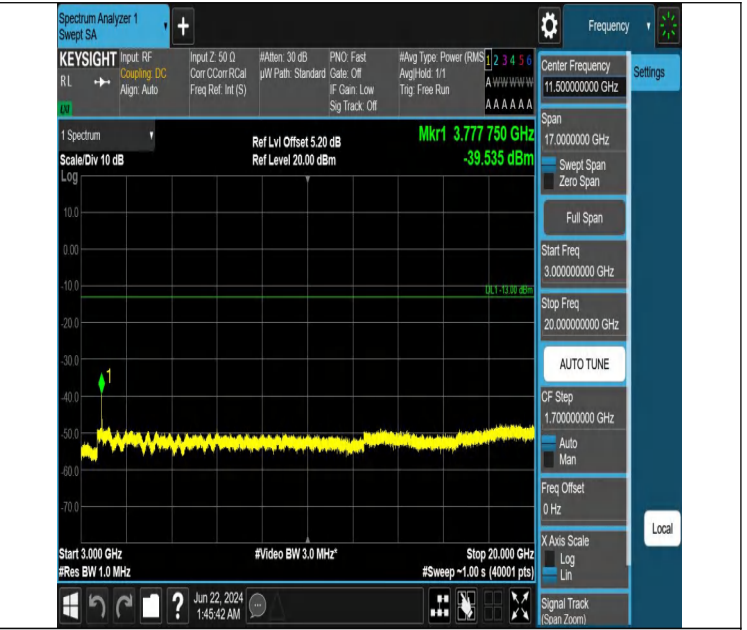 Spectrum Analyzer 1
Swept SA
+
Frequency
KEYSIGHT
RL
LNI
Input: RF
Coupling: DC
Align: Auto
Input Z: 50 Ω
Corr CCorr RCal
Freq Ref: Int (S)
#Atten: 30 dB
µW Path: Standard
PNO: Fast
Gate: Off
IF Gain: Low
Sig Track: Off
#Avg Type: Power (RMS
Avg|Hold: 1/1
Trig: Free Run
1 2 3 4 5 6
A W W W W W
A A A A A A
Center Frequency
11.500000000 GHz
Settings
Span
17.0000000 GHz
Swept Span
Zero Span
Full Span
Start Freq
3.000000000 GHz
Stop Freq
20.000000000 GHz
AUTO TUNE
CF Step
1.700000000 GHz
Auto
Man
Freq Offset
0 Hz
X Axis Scale
Log
Lin
Signal Track
(Span Zoom)
Local
1 Spectrum
Scale/Div 10 dB
Log
Ref Lvl Offset 5.20 dB
Ref Level 20.00 dBm
Mkr1 3.777 750 GHz
-39.535 dBm
10.0
0.00
-10.0
DL1 -13.00 dBm
-20.0
-30.0
1
-40.0
-50.0
-60.0
-70.0
Start 3.000 GHz
#Res BW 1.0 MHz
#Video BW 3.0 MHz*
Stop 20.000 GHz
#Sweep ~1.00 s (40001 pts)
?
Jun 22, 2024
1:45:42 AM